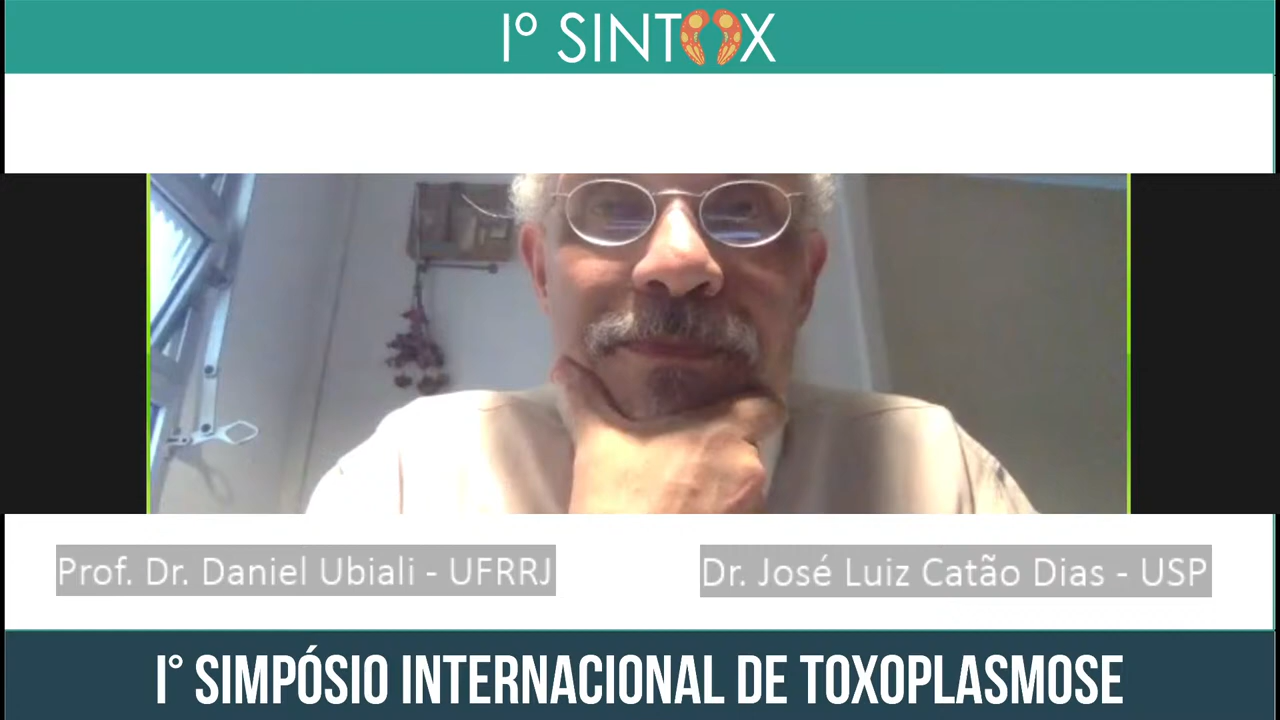 I° SINTOX
Prof. Dr. Daniel Ubiali - UFRRJ
Dr. José Luiz Catão Dias - USP
I° SIMPÓSIO INTERNACIONAL DE TOXOPLASMOSE